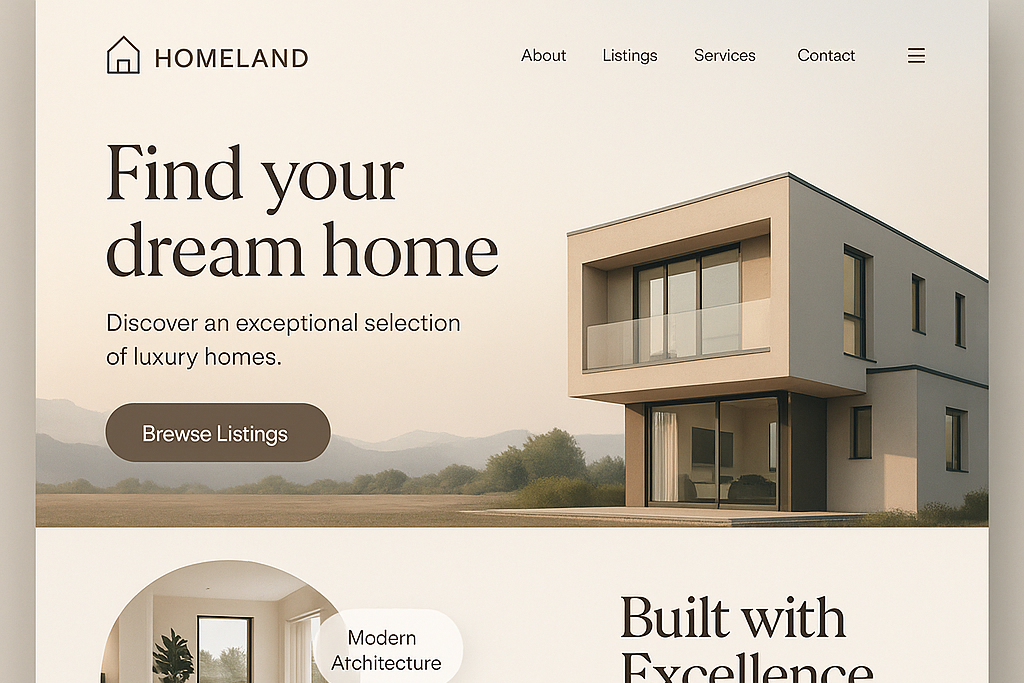 HOMELAND
About Listings Services Contact
Find your
dream home
Discover an exceptional selection
of luxury homes.
Browse Listings
Modern
Architecture
Built with
Excellence